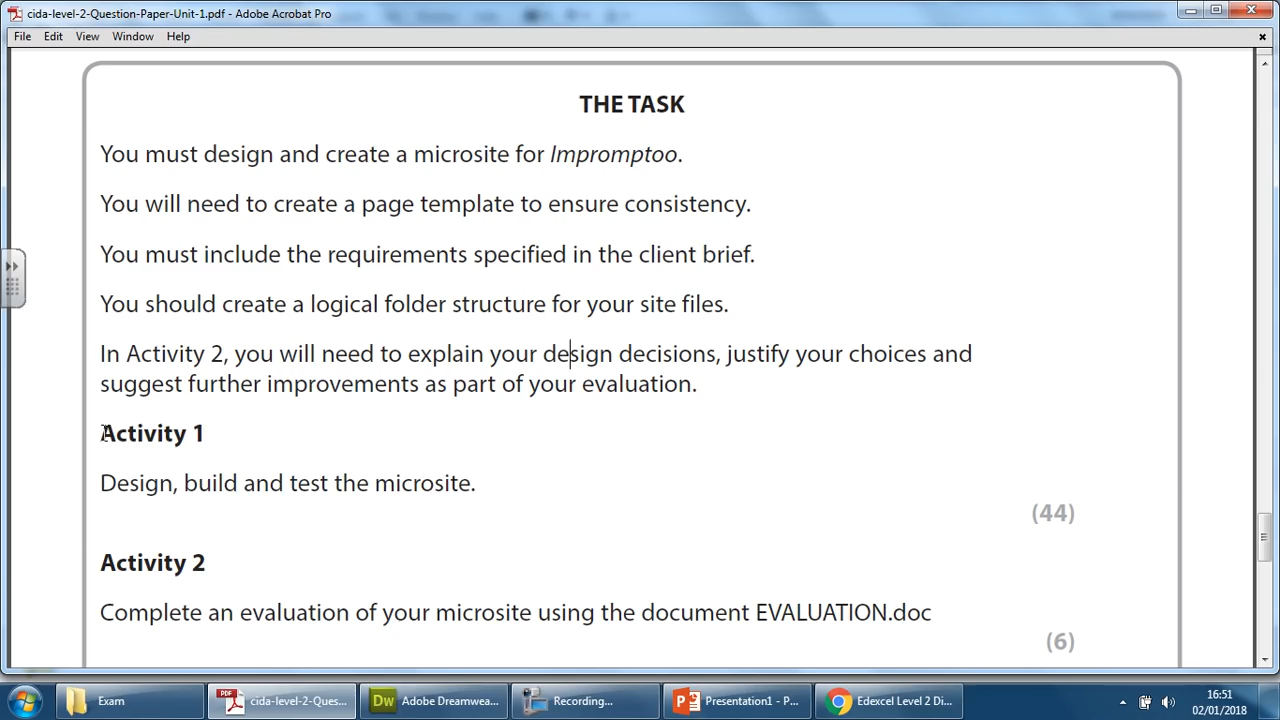 cida-level-2-Question-Paper-Unit-1.pdf - Adobe Acrobat Pro
File Edit View Window Help
THE TASK
You must design and create a microsite for Impromptoo.
You will need to create a page template to ensure consistency.
You must include the requirements specified in the client brief.
You should create a logical folder structure for your site files.
In Activity 2, you will need to explain your design decisions, justify your choices and
suggest further improvements as part of your evaluation.
Activity 1
Design, build and test the microsite.
(44)
Activity 2
Complete an evaluation of your microsite using the document EVALUATION.doc
(6)
Exam
cida-level-2-Ques...
Adobe Dreamwea...
Recording...
Presentation1 - P...
Edexcel Level 2 Di...
16:51
02/01/2018